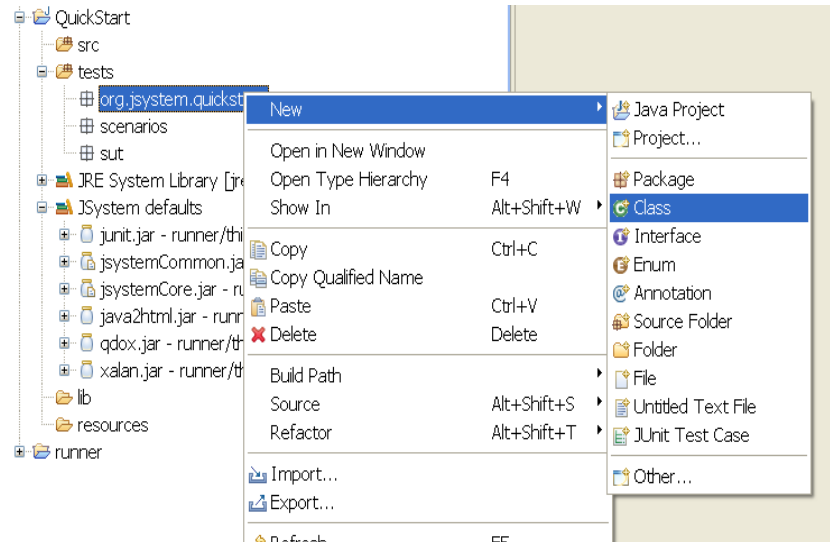 QuickStart
src
tests
org.jsystem.quickst
scenarios
sut
JRE System Library [jre
JSystem defaults
junit.jar - runner/thi
jsystemCommon.ja
jsystemCore.jar - ru
java2html.jar - runr
qdox.jar - runner/th
xalan.jar - runner/th
lib
resources
runner
New
Open in New Window
Open Type Hierarchy F4
Show In Alt+Shift+W
Copy Ctrl+C
Copy Qualified Name
Paste Ctrl+V
Delete Delete
Build Path
Source Alt+Shift+S
Refactor Alt+Shift+T
Import...
Export...
Refresh F5
Java Project
Project...
Package
Class
Interface
Enum
Annotation
Source Folder
Folder
File
Untitled Text File
JUnit Test Case
Other...